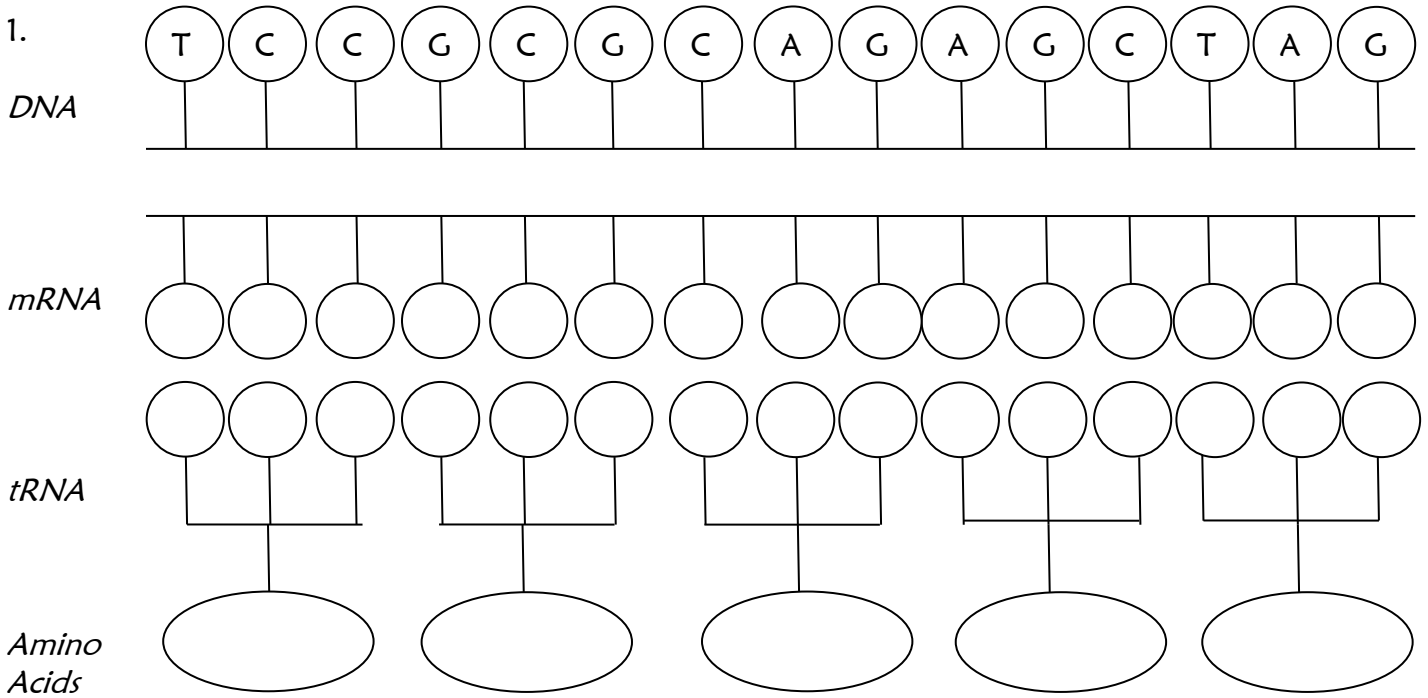 1.
T C C G C G C A G A G C T A G
DNA
mRNA
tRNA
Amino
Acids